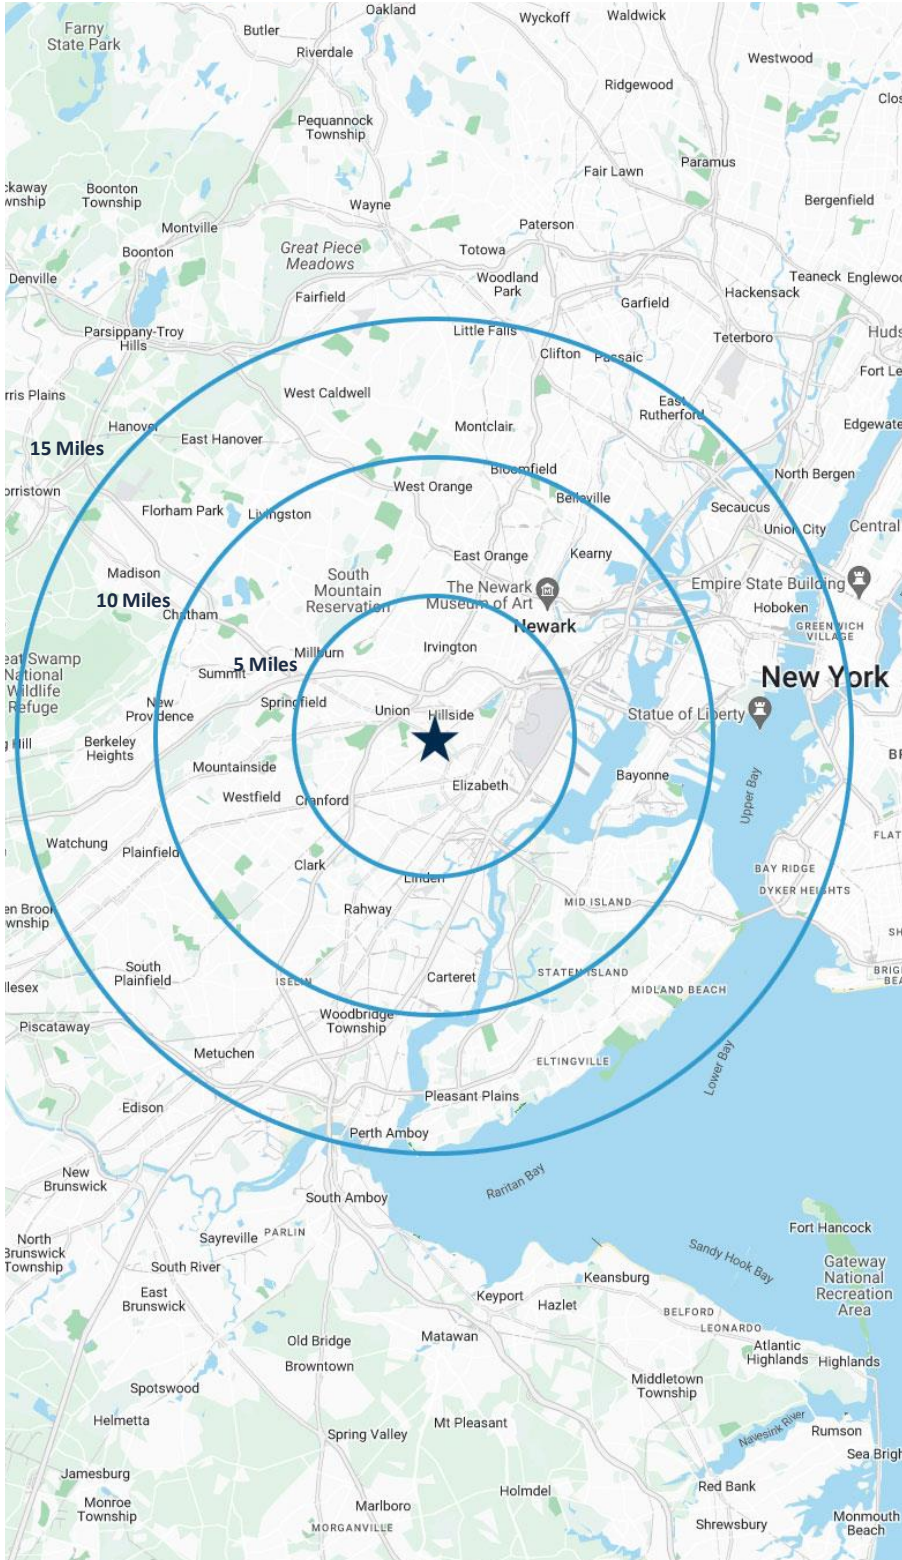 Oakland
Wyckoff
Waldwick
Farny
State Park
Butler
Riverdale
Westwood
Ridgewood
Clos
Pequannock
Township
Paramus
Fair Lawn
ckaway
wnship
Boonton
Township
Wayne
Bergenfield
Montville
Paterson
Boonton
Great Piece
Meadows
Totowa
Denville
Woodland
Park
Teaneck
Englewoo
Hackensack
Fairfield
Garfield
Parsippany-Troy
Hills
Little Falls
Teterboro
Huds
Clifton
Passaic
Fort Le
rris Plains
West Caldwell
East
Rutherford
Hanover
East Hanover
Montclair
Edgewate
15 Miles
Bloomfield
North Bergen
orristown
West Orange
Belleville
Florham Park
Livingston
Secaucus
Union City
Central
East Orange
Kearny
Madison
South
Mountain
Reservation
The Newark
Museum of Art
Empire State Building
10 Miles
Chatham
Hoboken
Newark
GREENWICH
VILLAGE
Millburn
Irvington
5 Miles
eat Swamp
National
Wildlife
Refuge
Summit
New York
New
Providence
Springfield
Union
Hillside
Statue of Liberty
g Hill
Berkeley
Heights
BR
Mountainside
Elizabeth
Bayonne
Upper Bay
Westfield
Cranford
FLAT
Watchung
Plainfield
Clark
BAY RIDGE
Linden
DYKER HEIGHTS
en Brook
wnship
Rahway
MID ISLAND
SH
South
Plainfield
Carteret
STATEN ISLAND
BRIG
BEA
dlesex
ISELIN
MIDLAND BEACH
Woodbridge
Township
Piscataway
Metuchen
ELTINGVILLE
Lower Bay
Edison
Pleasant Plains
Perth Amboy
New
Brunswick
Raritan Bay
South Amboy
Fort Hancock
North
Brunswick
Township
Sayreville
PARLIN
Sandy Hook Bay
South River
Gateway
National
Recreation
Area
Keansburg
East
Brunswick
Keyport
Hazlet
BELFORD
LEONARDO
Old Bridge
Matawan
Atlantic
Highlands
Highlands
Browntown
Spotswood
Middletown
Township
Helmetta
Mt Pleasant
Navesink River
Spring Valley
Rumson
Sea Brigh
Jamesburg
Holmdel
Red Bank
Monroe
Township
Marlboro
Shrewsbury
Monmouth
Beach
MORGANVILLE